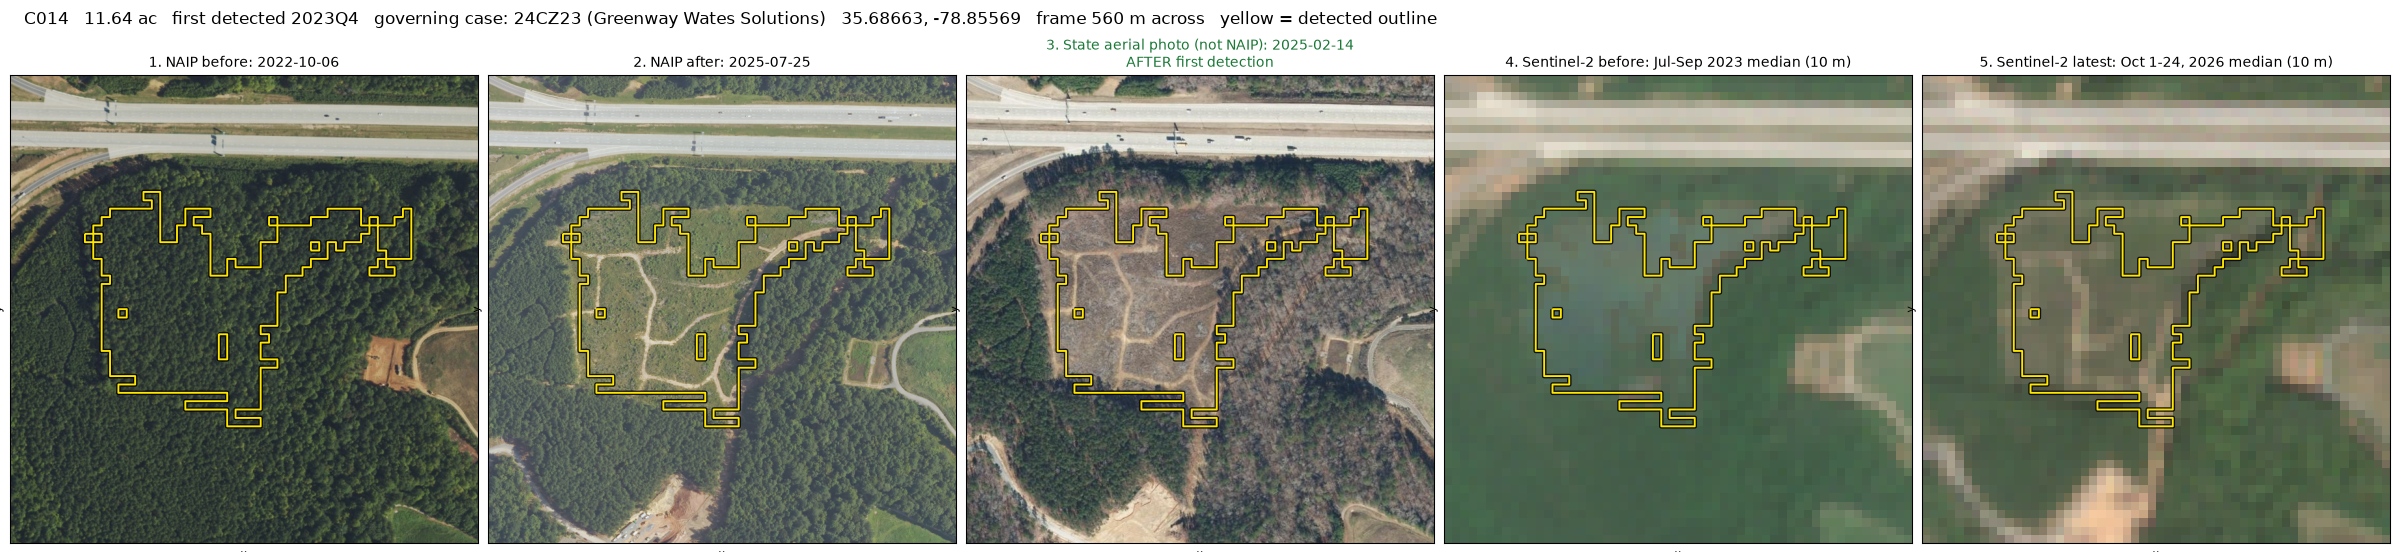 C014   11.64 ac   first detected 2023Q4   governing case: 24CZ23 (Greenway Wates Solutions)   35.68663, -78.85569   frame 560 m across   yellow = detected outline
1. NAIP before: 2022-10-06
2. NAIP after: 2025-07-25
3. State aerial photo (not NAIP): 2025-02-14
AFTER first detection
4. Sentinel-2 before: Jul-Sep 2023 median (10 m)
5. Sentinel-2 latest: Oct 1-24, 2026 median (10 m)